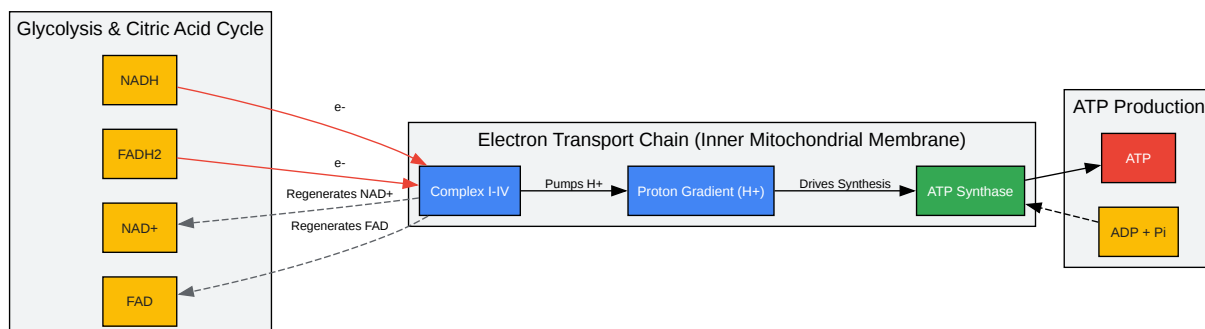 Glycolysis & Citric Acid Cycle
NADH
FADH2
NAD+
FAD
e-
e-
Regenerates NAD+
Regenerates FAD
Electron Transport Chain (Inner Mitochondrial Membrane)
Complex I-IV
Pumps H+
Proton Gradient (H+)
Drives Synthesis
ATP Synthase
ATP Production
ATP
ADP + Pi